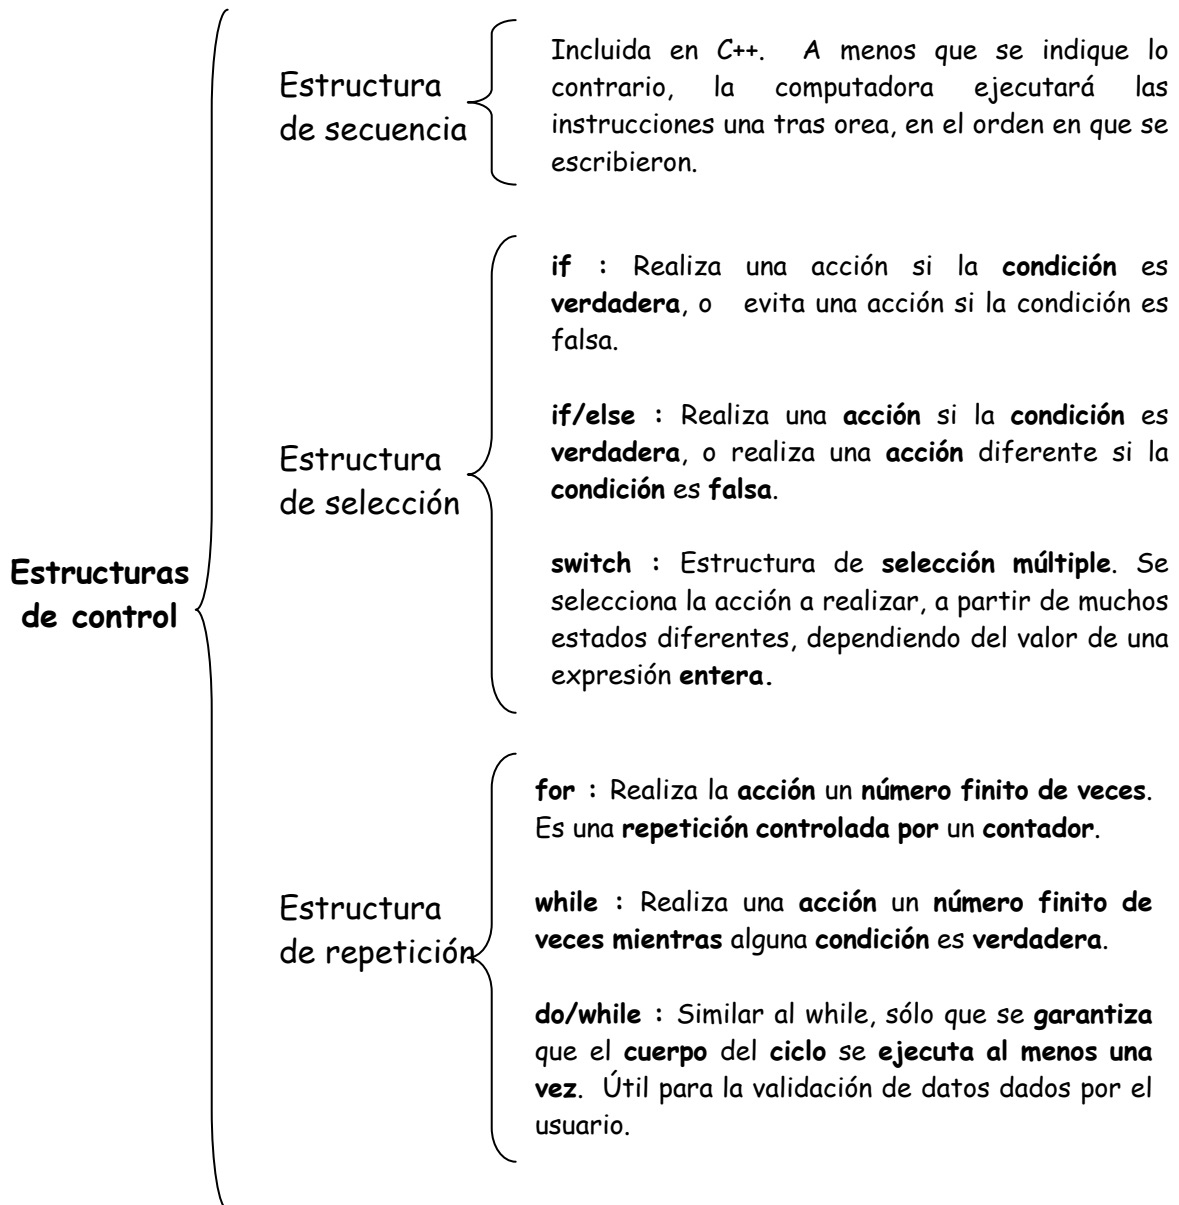 Estructuras
de control
Estructura
de secuencia
Incluida en C++. A menos que se indique lo
contrario, la computadora ejecutará las
instrucciones una tras orea, en el orden en que se
escribieron.
Estructura
de selección
if : Realiza una acción si la condición es
verdadera, o evita una acción si la condición es
falsa.
if/else : Realiza una acción si la condición es
verdadera, o realiza una acción diferente si la
condición es falsa.
switch : Estructura de selección múltiple. Se
selecciona la acción a realizar, a partir de muchos
estados diferentes, dependiendo del valor de una
expresión entera.
Estructura
de repetición
for : Realiza la acción un número finito de veces.
Es una repetición controlada por un contador.
while : Realiza una acción un número finito de
veces mientras alguna condición es verdadera.
do/while : Similar al while, sólo que se garantiza
que el cuerpo del ciclo se ejecuta al menos una
vez. Útil para la validación de datos dados por el
usuario.